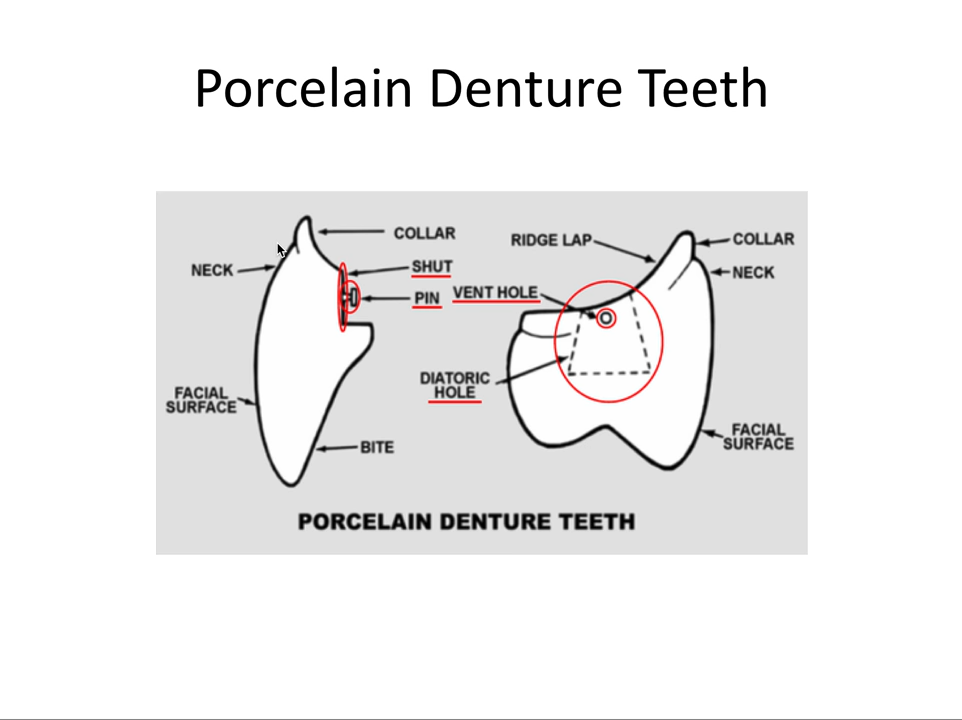 Porcelain Denture Teeth
COLLAR
SHUT
NECK
PIN
FACIAL
SURFACE
BITE
RIDGE LAP
COLLAR
NECK
VENT HOLE
DIATORIC
HOLE
FACIAL
SURFACE
PORCELAIN DENTURE TEETH